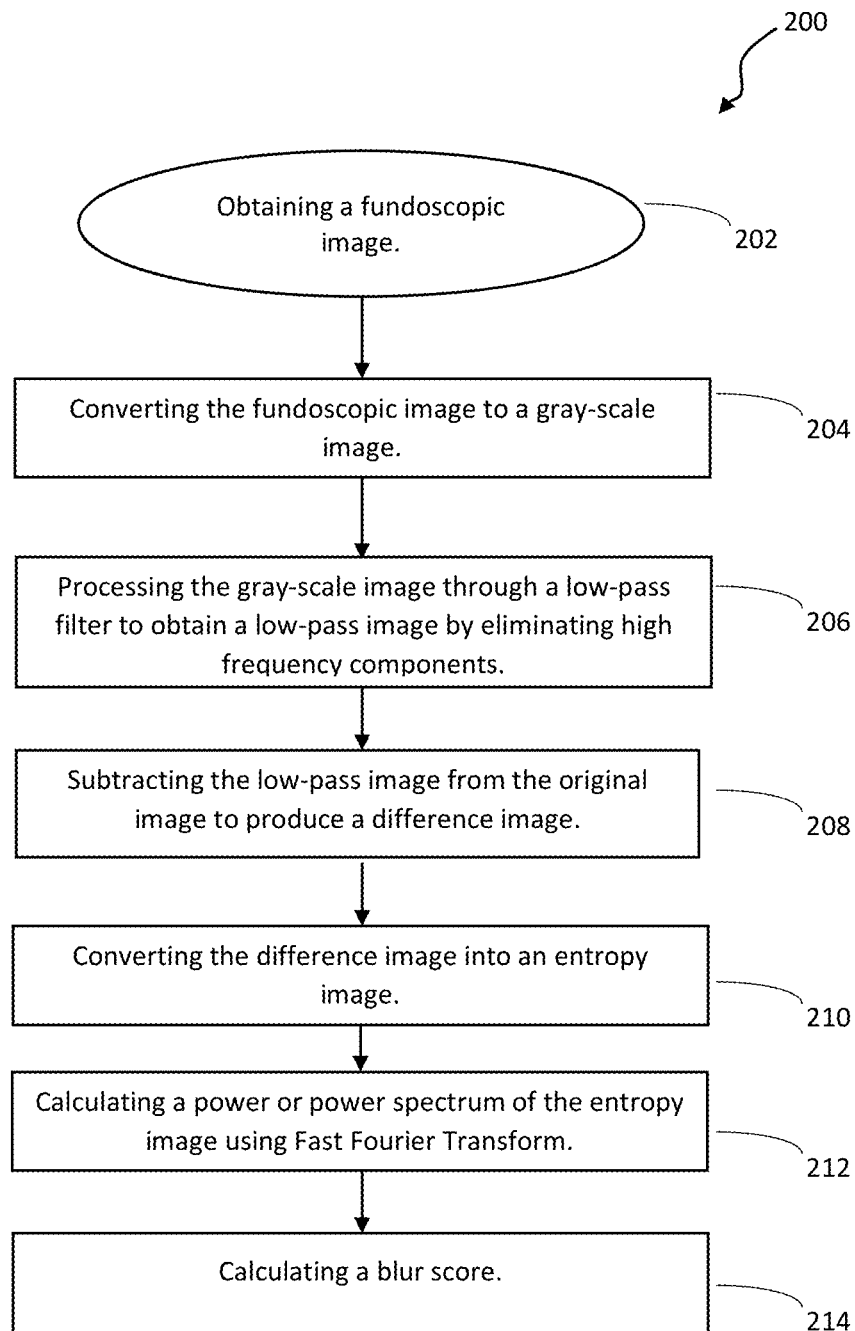 200
Obtaining a fundoscopic
image.
202
Converting the fundoscopic image to a gray-scale
image.
204
Processing the gray-scale image through a low-pass
filter to obtain a low-pass image by eliminating high
frequency components.
206
Subtracting the low-pass image from the original
image to produce a difference image.
208
Converting the difference image into an entropy
image.
210
Calculating a power or power spectrum of the entropy
image using Fast Fourier Transform.
212
Calculating a blur score.
214